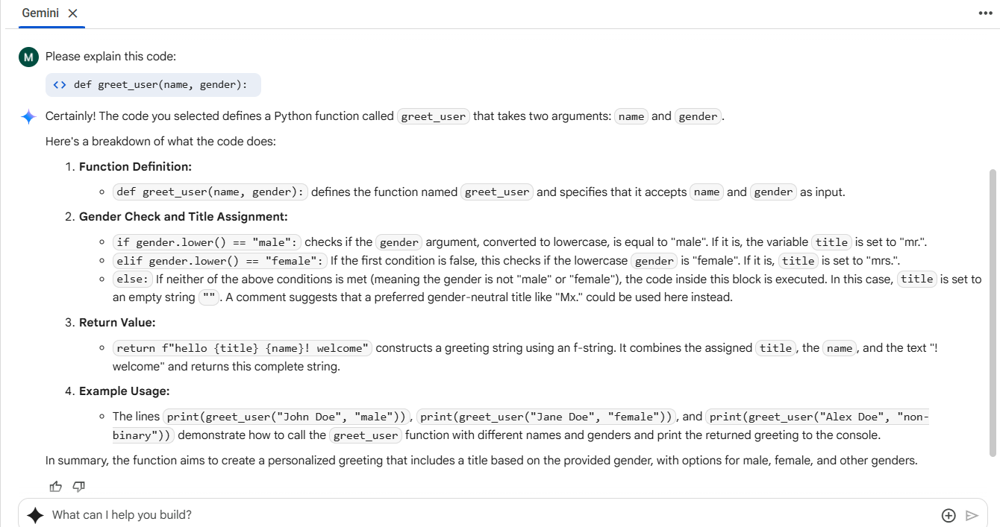 Gemini
M Please explain this code:
<> def greet_user(name, gender):
Certainly! The code you selected defines a Python function called greet_user that takes two arguments: name and gender.
Here's a breakdown of what the code does:
1. Function Definition:
def greet_user(name, gender): defines the function named greet_user and specifies that it accepts name and gender as input.
2. Gender Check and Title Assignment:
if gender.lower() == "male": checks if the gender argument, converted to lowercase, is equal to "male". If it is, the variable title is set to "mr.".
elif gender.lower() == "female": If the first condition is false, this checks if the lowercase gender is "female". If it is, title is set to "mrs.".
else: If neither of the above conditions is met (meaning the gender is not "male" or "female"), the code inside this block is executed. In this case, title is set to
an empty string "". A comment suggests that a preferred gender-neutral title like "Mx." could be used here instead.
3. Return Value:
return f"hello {title} {name}! welcome" constructs a greeting string using an f-string. It combines the assigned title, the name, and the text "!
welcome" and returns this complete string.
4. Example Usage:
The lines print(greet_user("John Doe", "male")), print(greet_user("Jane Doe", "female")), and print(greet_user("Alex Doe", "non-
binary")) demonstrate how to call the greet_user function with different names and genders and print the returned greeting to the console.
In summary, the function aims to create a personalized greeting that includes a title based on the provided gender, with options for male, female, and other genders.
What can I help you build?